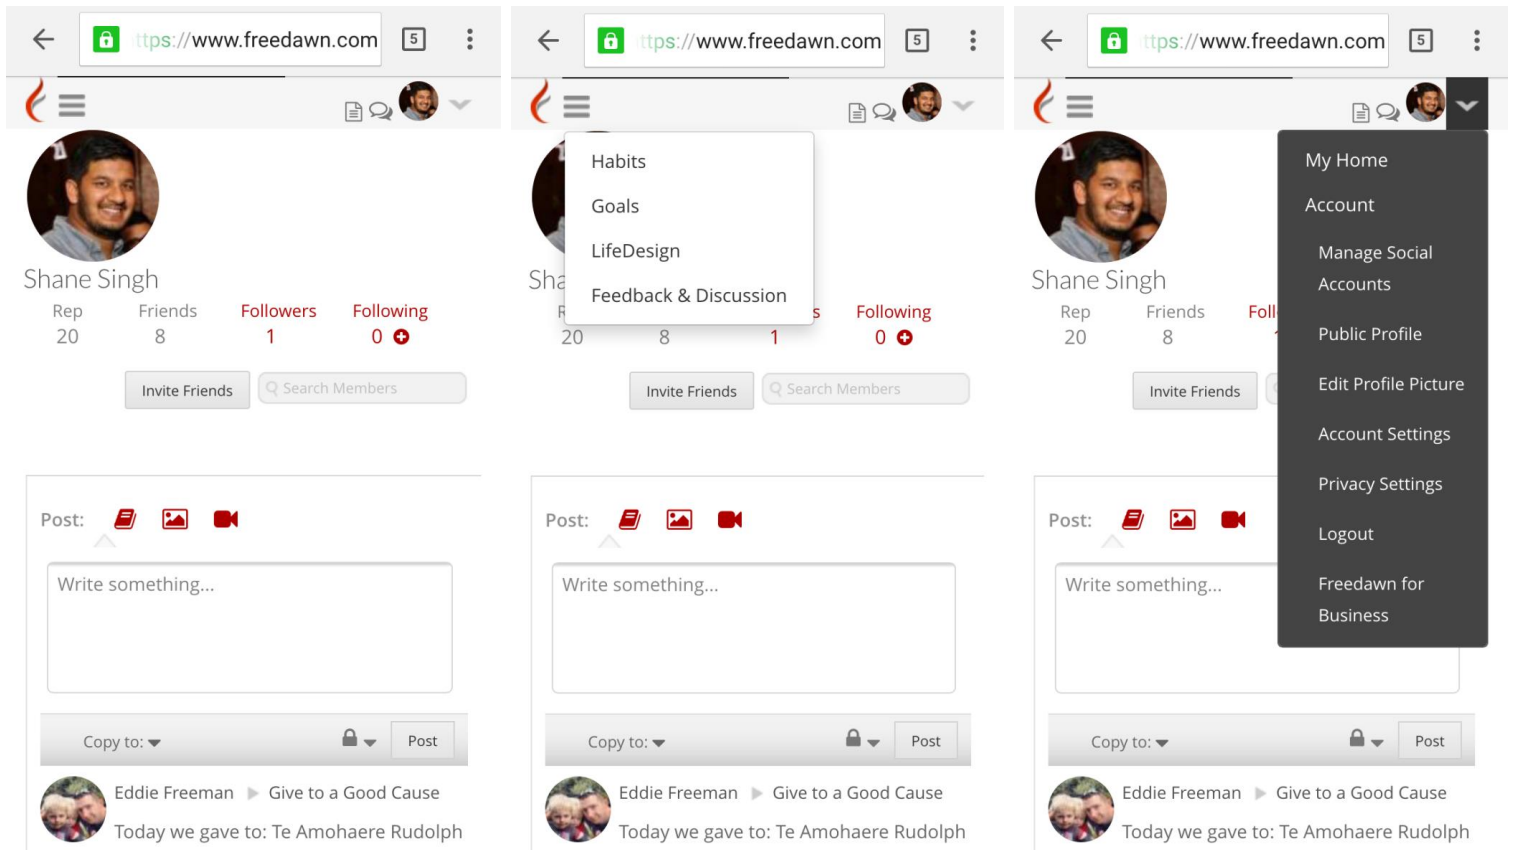 ttps://www.freedawn.com 5
Shane Singh
Rep Friends Followers Following
20 8 1 0
Invite Friends Search Members
Post:
Write something...
Copy to: Post
Eddie Freeman Give to a Good Cause
Today we gave to: Te Amohaere Rudolph
ttps://www.freedawn.com 5
Habits
Goals
LifeDesign
Feedback & Discussion
Sha
R s Following
20 8 1 0
Invite Friends Search Members
Post:
Write something...
Copy to: Post
Eddie Freeman Give to a Good Cause
Today we gave to: Te Amohaere Rudolph
ttps://www.freedawn.com 5
My Home
Account
Manage Social
Accounts
Public Profile
Edit Profile Picture
Account Settings
Privacy Settings
Logout
Freedawn for
Business
Shane Singh
Rep Friends Foll
20 8
Invite Friends
Post:
Write something...
Copy to: Post
Eddie Freeman Give to a Good Cause
Today we gave to: Te Amohaere Rudolph